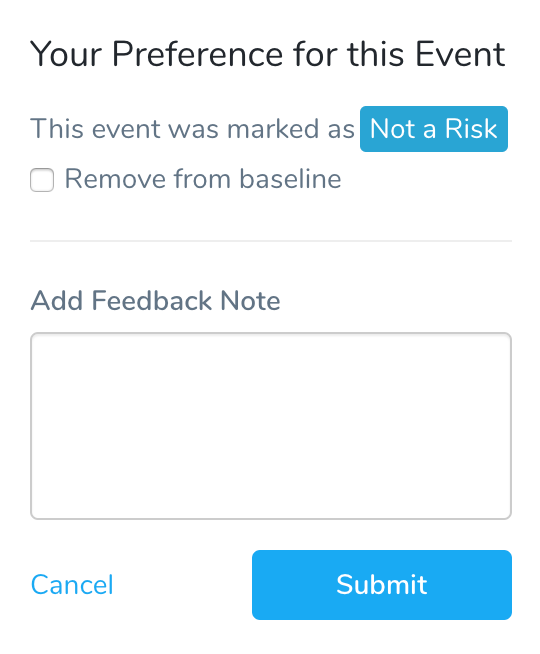 Your Preference for this Event
This event was marked as Not a Risk
Remove from baseline
Add Feedback Note
Cancel Submit